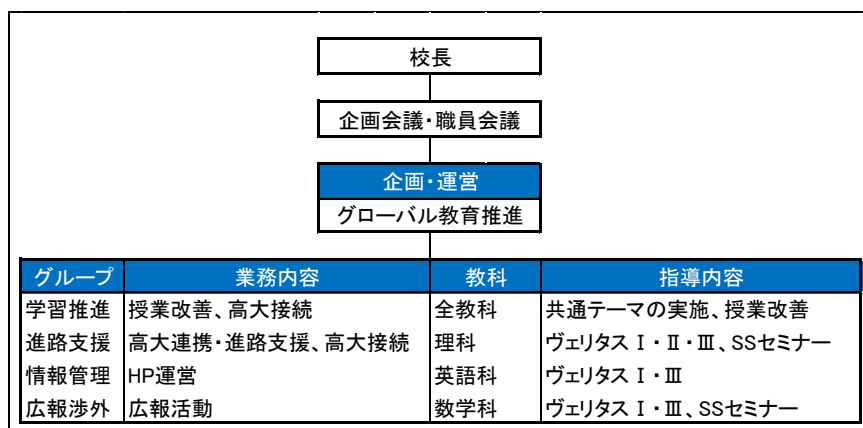 校長
企画会議・職員会議
企画・運営
グローバル教育推進
グループ 業務内容 教科 指導内容
学習推進 授業改善、高大接続 全教科 共通テーマの実施、授業改善
進路支援 高大連携・進路支援、高大接続 理科 ヴェリタス Ⅰ・Ⅱ・Ⅲ、SSセミナー
情報管理 HP運営 英語科 ヴェリタス Ⅰ・Ⅲ
広報渉外 広報活動 数学科 ヴェリタス Ⅰ・Ⅲ、SSセミナー